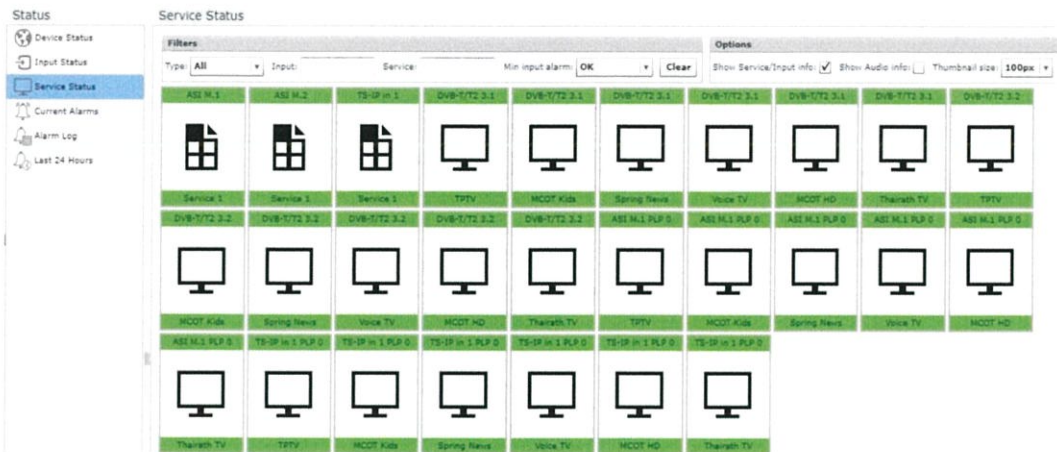 Status
Service Status
Device Status
Input Status
Service Status
Current Alarms
Alarm Log
Last 24 Hours
Filters
Options
Type: All Input: Service: Min input alarm: OK Clear
Show Service/Input info: Show Audio info: Thumbnail size: 100px
ASI M.1 ASI M.2 TS-IP in 1 DVB-T/T2 3.1 DVB-T/T2 3.1 DVB-T/T2 3.1 DVB-T/T2 3.1 DVB-T/T2 3.1 DVB-T/T2 3.1 DVB-T/T2 3.2
Service 1 Service 1 Service 1 TPTV MCOT Kids Spring News Voice TV MCOT HD Thairath TV TPTV
DVB-T/T2 3.2 DVB-T/T2 3.2 DVB-T/T2 3.2 DVB-T/T2 3.2 DVB-T/T2 3.2 ASI M.1 PLP 0 ASI M.1 PLP 0 ASI M.1 PLP 0 ASI M.1 PLP 0 ASI M.1 PLP 0
MCOT Kids Spring News Voice TV MCOT HD Thairath TV TPTV MCOT Kids Spring News Voice TV MCOT HD
ASI M.1 PLP 0 TS-IP in 1 PLP 0 TS-IP in 1 PLP 0 TS-IP in 1 PLP 0 TS-IP in 1 PLP 0 TS-IP in 1 PLP 0 TS-IP in 1 PLP 0
Thairath TV TPTV MCOT Kids Spring News Voice TV MCOT HD Thairath TV